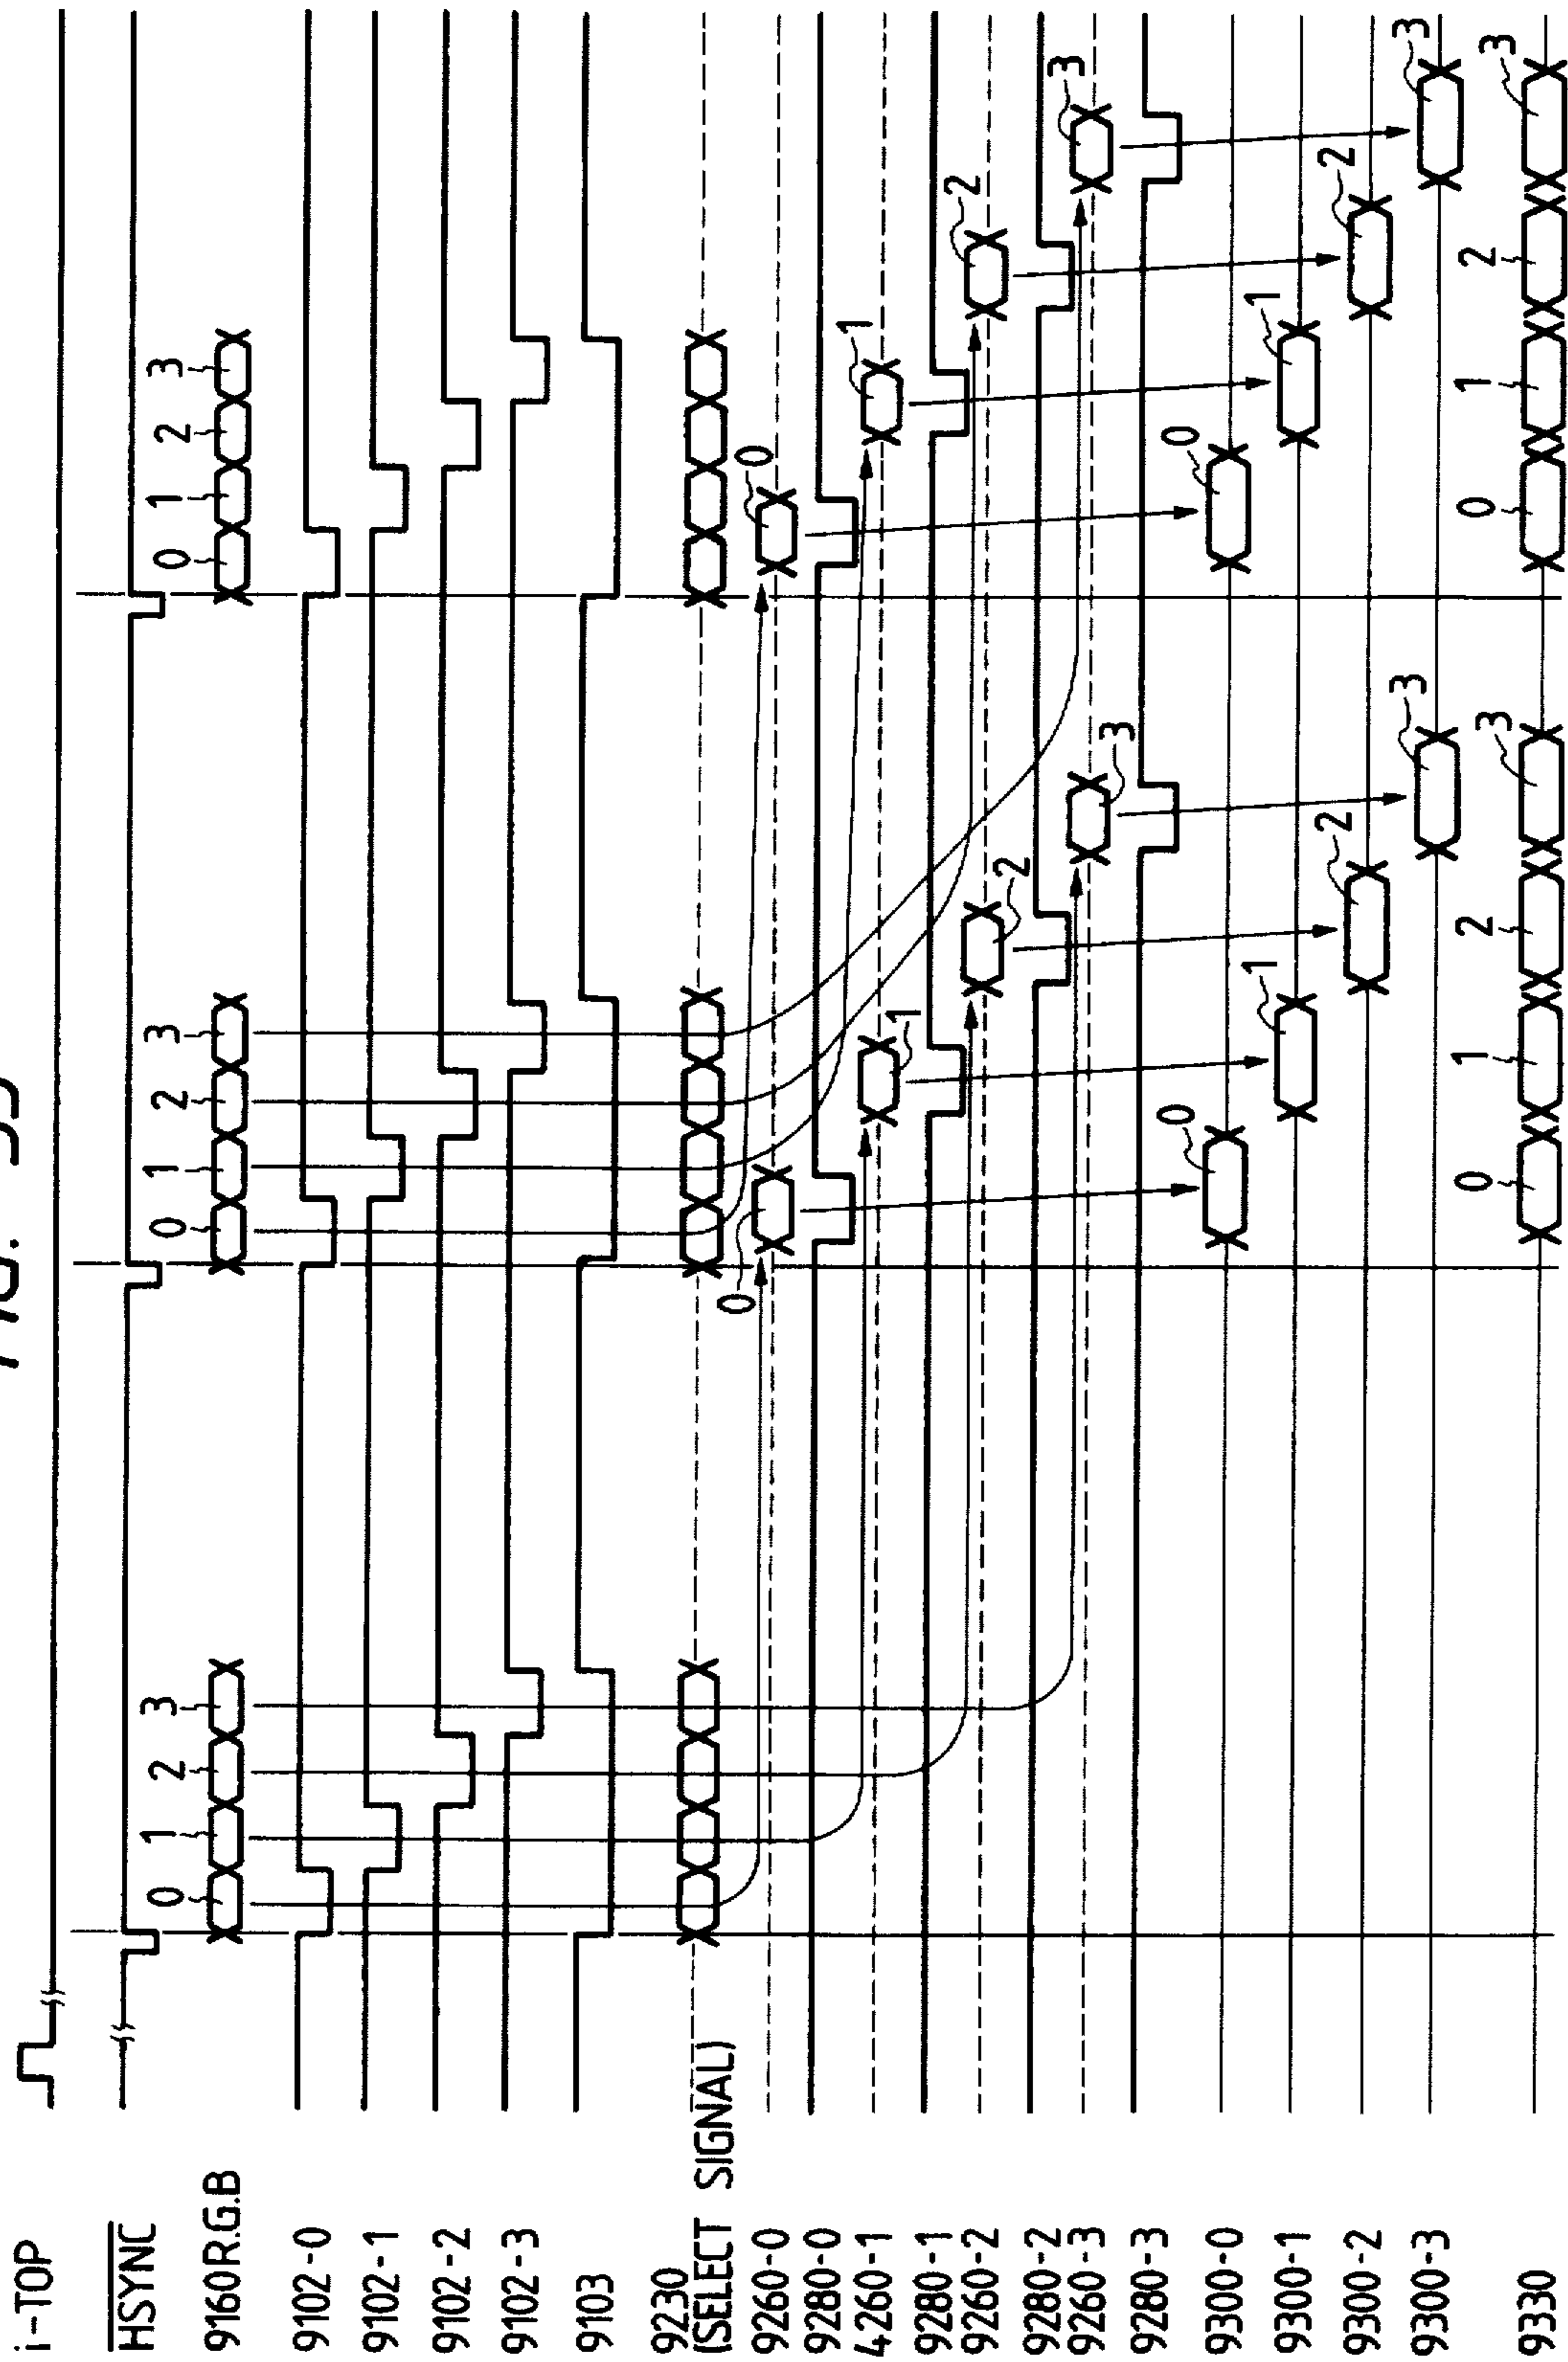 i-TOP
HSYNC
9160R.G.B 0 1 2 3 0 1 2 3 0 1 2 3
9102-0
9102-1
9102-2
9102-3
9103
9230
(SELECT SIGNAL)
9260-0 0 0
9280-0
4260-1 1 1
9280-1
9260-2 2 2
9280-2
9260-3 3 3
9280-3
9300-0 0 0
9300-1 1 1
9300-2 2 2
9300-3 3 3
9330 0 1 2 3 0 1 2 3